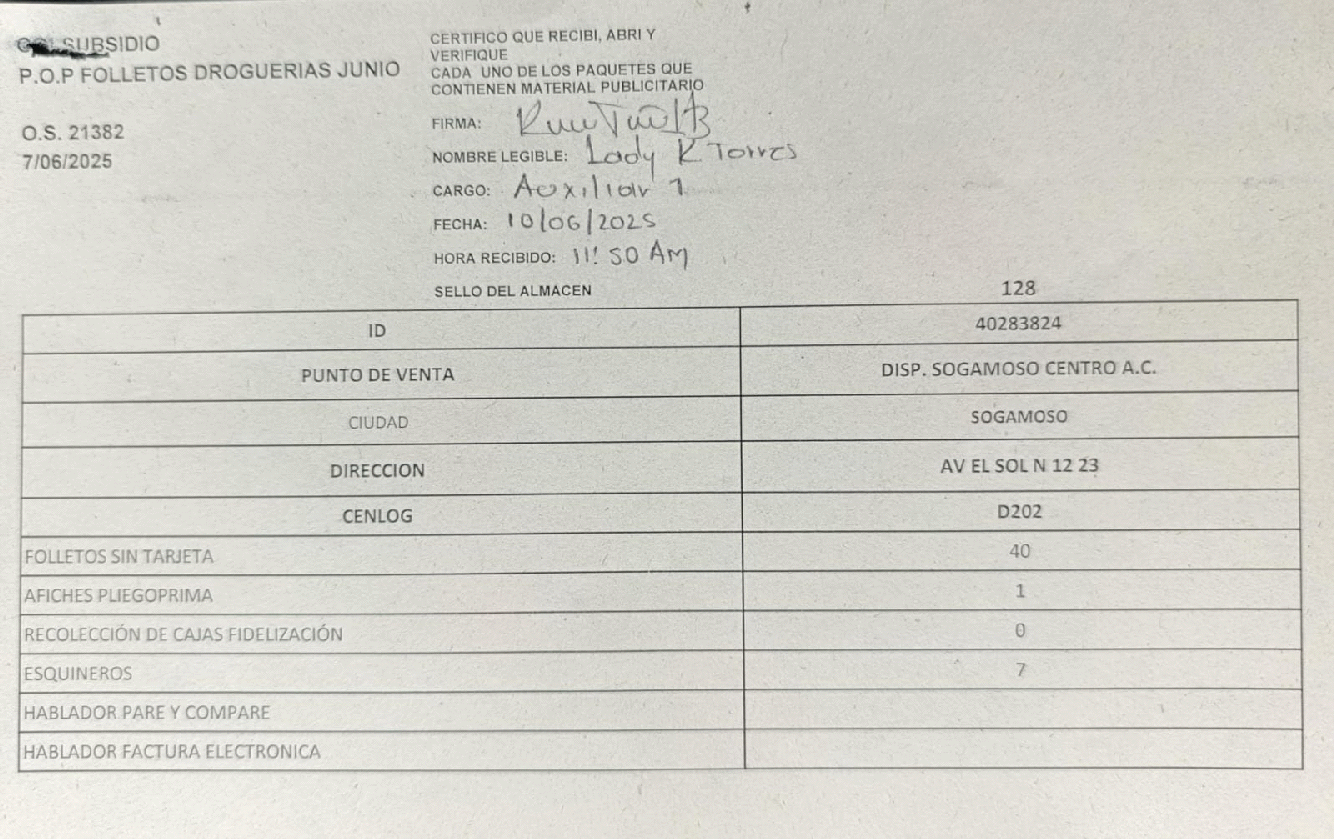 SUBSIDIO
P.O.P FOLLETOS DROGUERIAS JUNIO
O.S. 21382
7/06/2025
CERTIFICO QUE RECIBI, ABRI Y
VERIFIQUE
CADA UNO DE LOS PAQUETES QUE
CONTIENEN MATERIAL PUBLICITARIO
FIRMA:
NOMBRE LEGIBLE: Lady K Torres
CARGO: Auxiliar 1
FECHA: 10/06/2025
HORA RECIBIDO: 11:50 AM
SELLO DEL ALMACEN
128
ID 40283824
PUNTO DE VENTA DISP. SOGAMOSO CENTRO A.C.
CIUDAD SOGAMOSO
DIRECCION AV EL SOL N 12 23
CENLOG D202
FOLLETOS SIN TARJETA 40
AFICHES PLIEGOPRIMA 1
RECOLECCIÓN DE CAJAS FIDELIZACIÓN 0
ESQUINEROS 7
HABLADOR PARE Y COMPARE
HABLADOR FACTURA ELECTRONICA